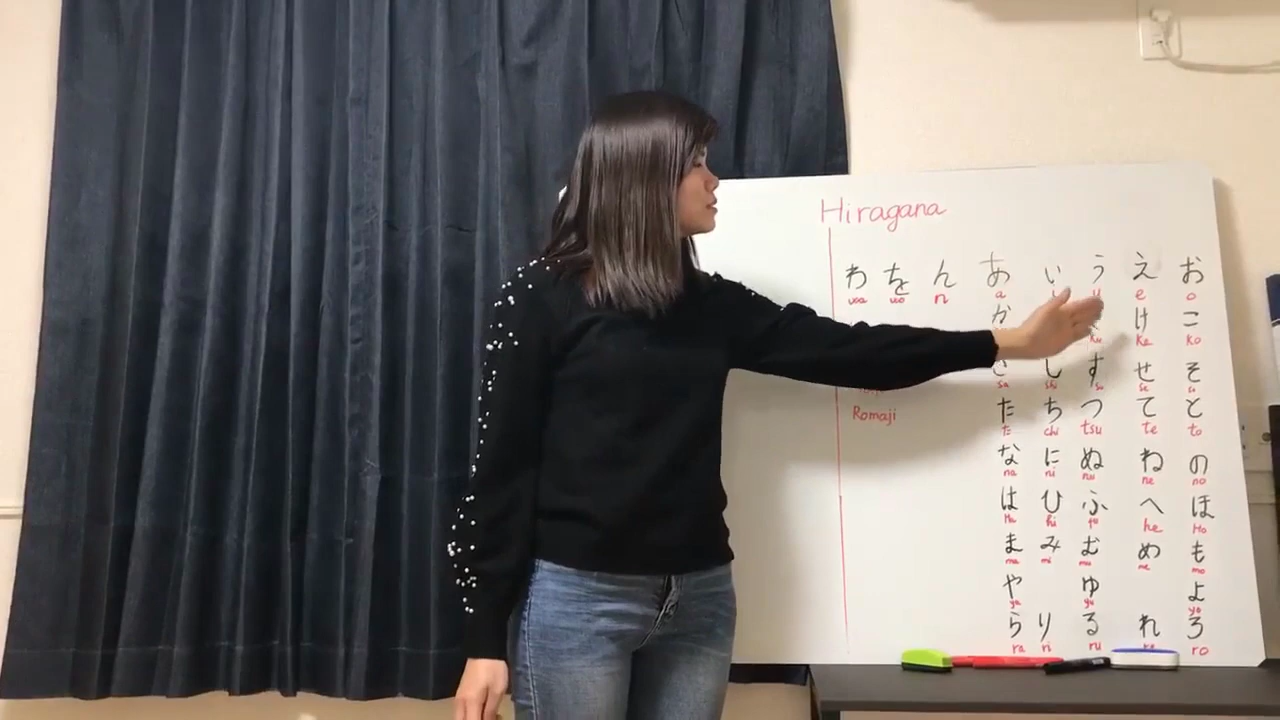 Hiragana
わ を ん あ い う え お
wa wo n a u e o
か け こ
ku ke ko
さ し す せ そ
sa shi su se so
た ち つ て と
た chi tsu te to
Romaji
な に ぬ ね の
na ni nu ne no
は ひ ふ へ ほ
Ha hi fu he Ho
ま み む め も
ma mi mu me mo
や ゆ よ
ya yu yo
ら り る れ ろ
ra ri ru re ro